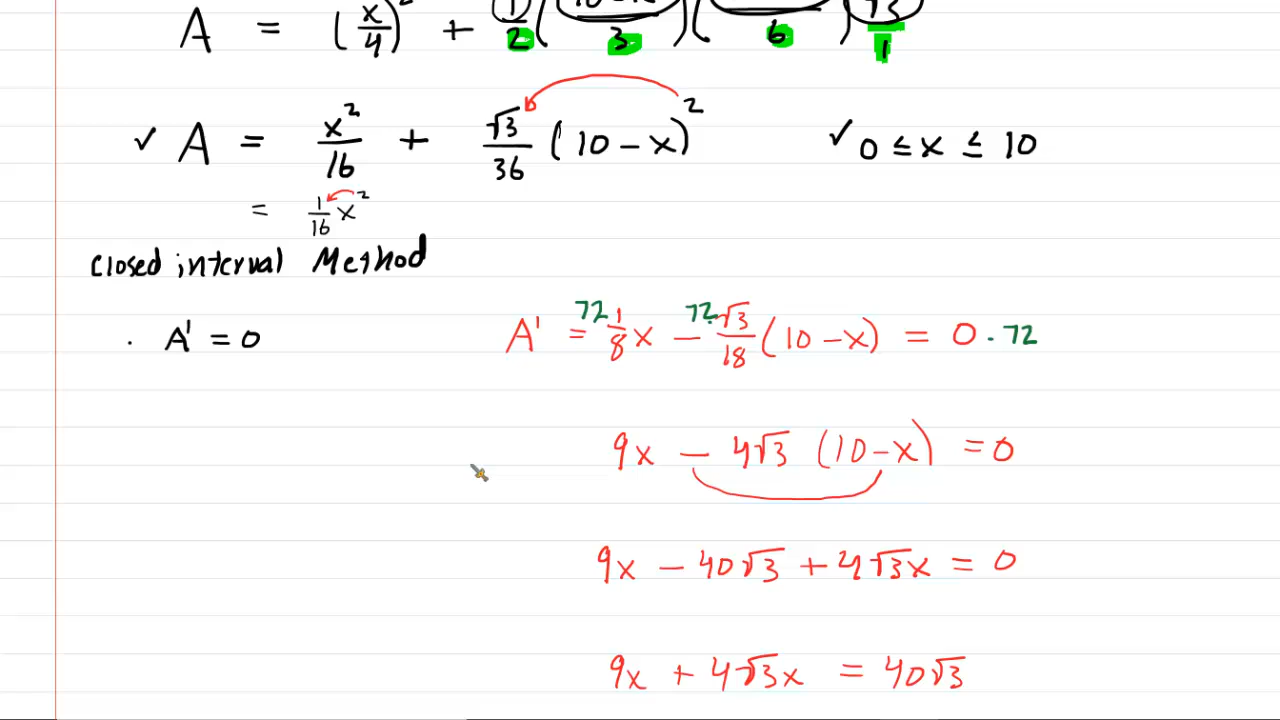 A = (x/4)² + 1/2 ( /3)( /6) √3/1
✓ A = x²/16 + √3/36 (10 – x)² ✓ 0 ≤ x ≤ 10
= 1/16 x²
Closed interval Method
· A' = 0 A' = 72 1/8 x – 72 · √3/18 (10 – x) = 0 · 72
9x – 4√3 (10 – x) = 0
9x – 40√3 + 4√3x = 0
9x + 4√3x = 40√3